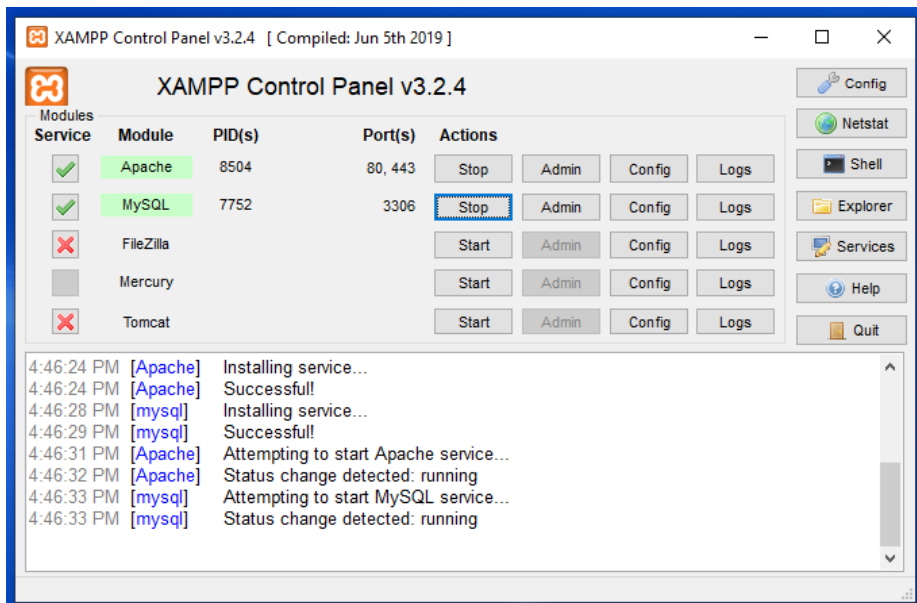 XAMPP Control Panel v3.2.4 [ Compiled: Jun 5th 2019 ]
XAMPP Control Panel v3.2.4
Config
Modules
Netstat
Service Module PID(s) Port(s) Actions
Apache 8504 80, 443 Stop Admin Config Logs
Shell
MySQL 7752 3306 Stop Admin Config Logs
Explorer
FileZilla Start Admin Config Logs
Services
Mercury Start Admin Config Logs
Help
Tomcat Start Admin Config Logs
Quit
4:46:24 PM [Apache] Installing service...
4:46:24 PM [Apache] Successful!
4:46:28 PM [mysql] Installing service...
4:46:29 PM [mysql] Successful!
4:46:31 PM [Apache] Attempting to start Apache service...
4:46:32 PM [Apache] Status change detected: running
4:46:33 PM [mysql] Attempting to start MySQL service...
4:46:33 PM [mysql] Status change detected: running